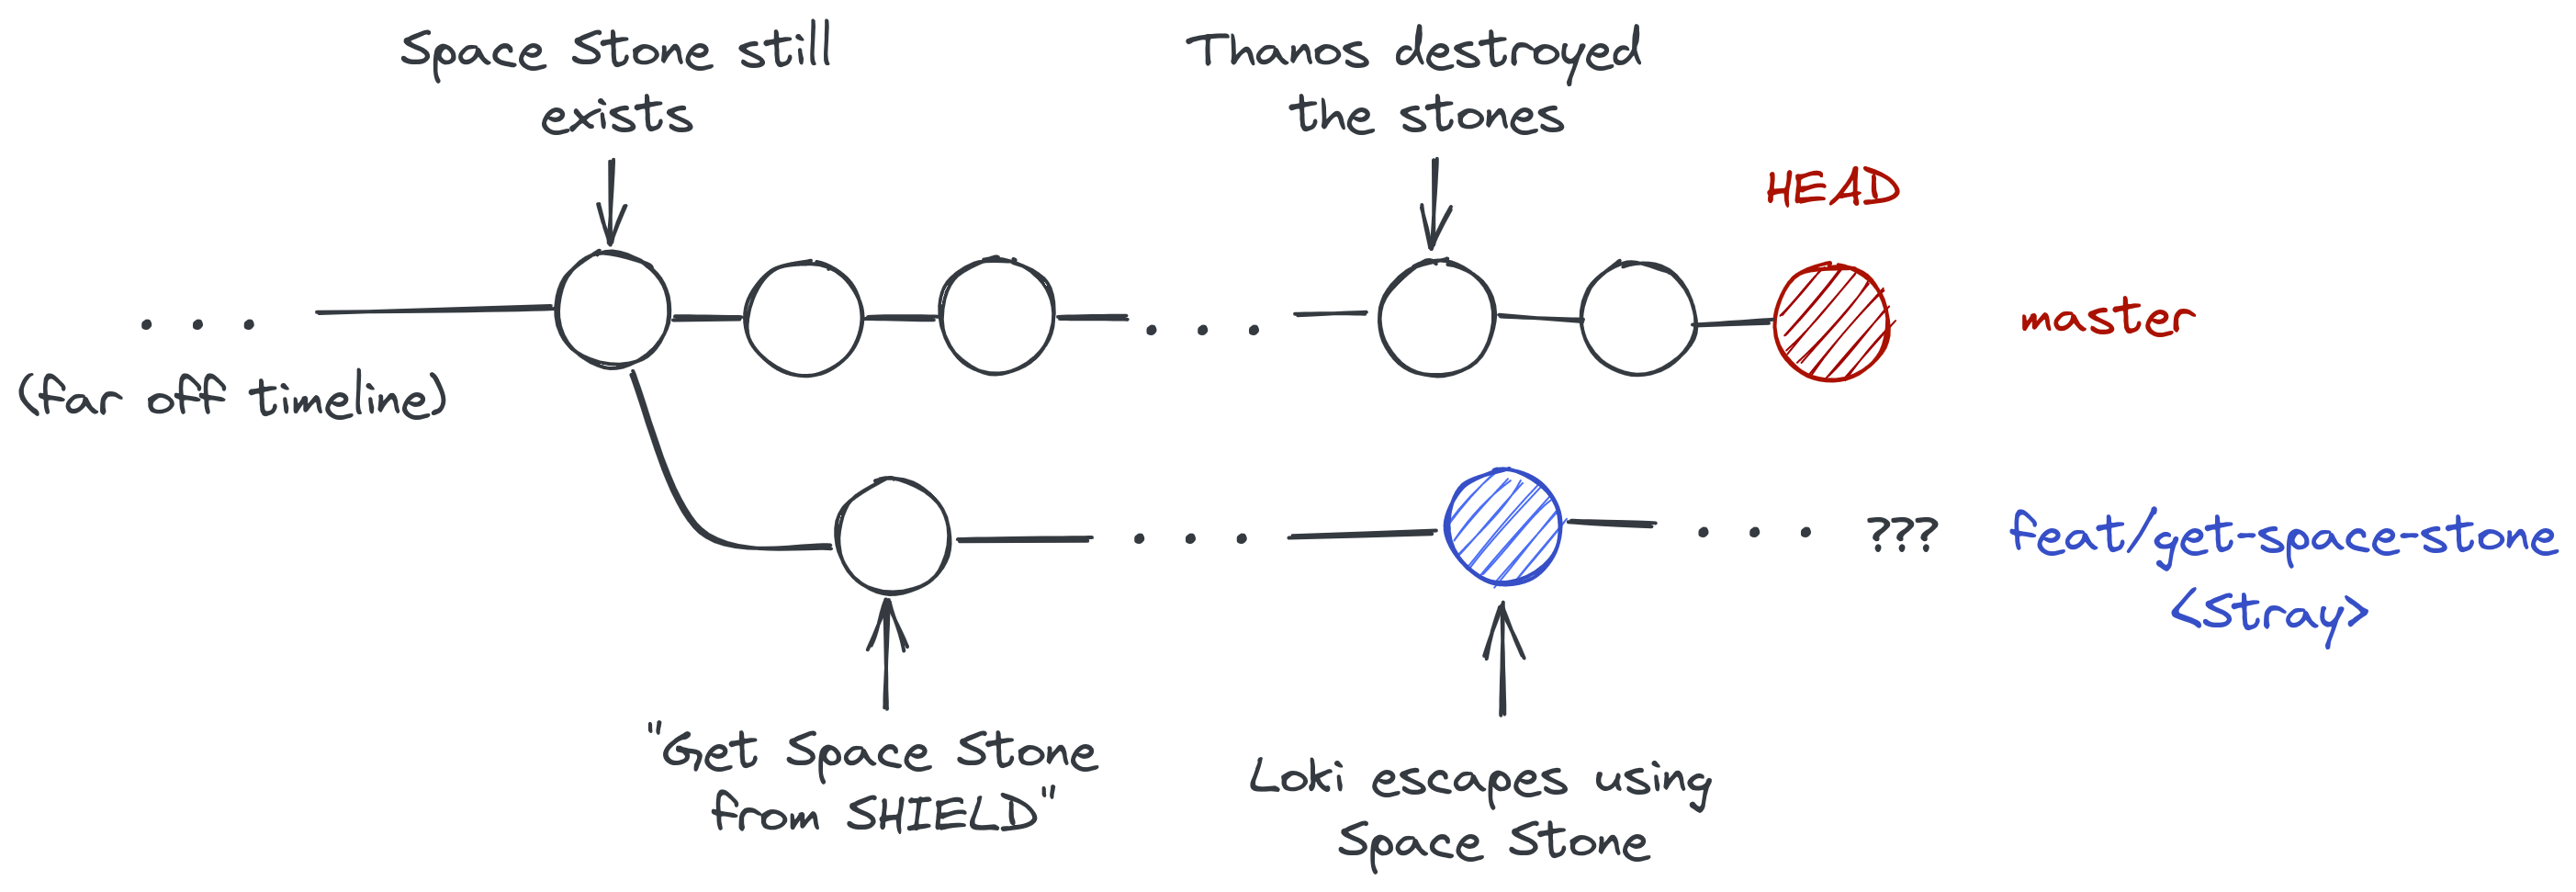 Space Stone still
exists
Thanos destroyed
the stones
HEAD
. . .
. . .
master
(far off timeline)
. . .
. . . ???
feat/get-space-stone
<Stray>
"Get Space Stone
from SHIELD"
Loki escapes using
Space Stone